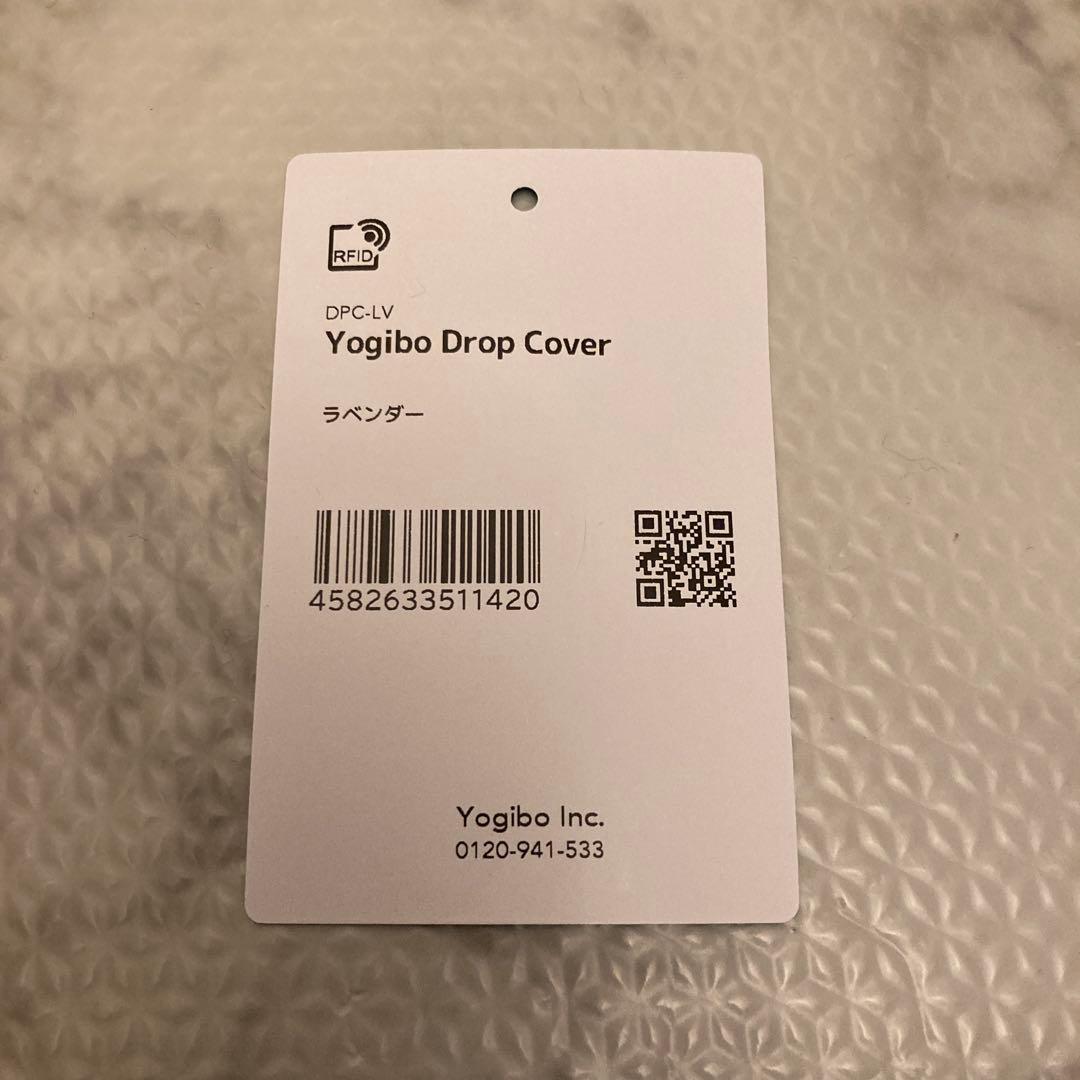 RFID
DPC-LV
Yogibo Drop Cover
ラベンダー
4582633511420
Yogibo Inc.
0120-941-533